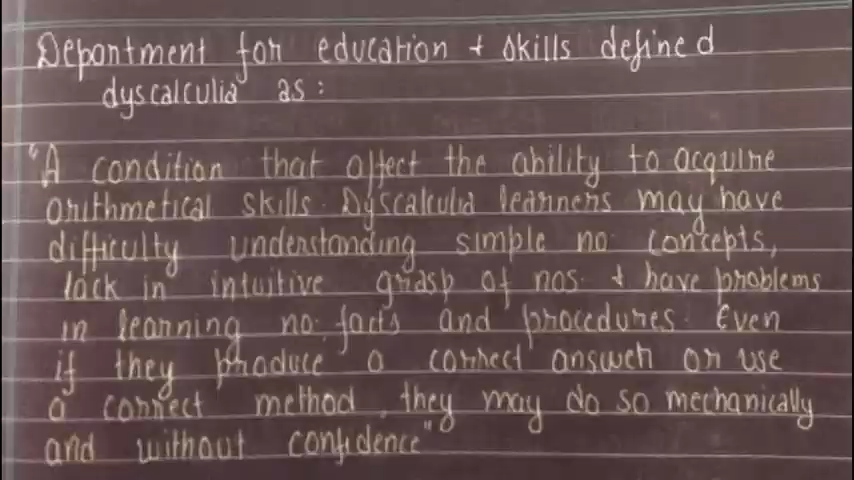 Department for education + skills defined
dyscalculia as:
"A condition that affect the ability to acquire
arithmetical skills. Dyscalculia learners may have
difficulty understanding simple no. concepts,
lack in intuitive grasp of nos. + have problems
in learning no. facts and procedures. Even
if they produce a correct answer or use
a correct method, they may do so mechanically
and without confidence"